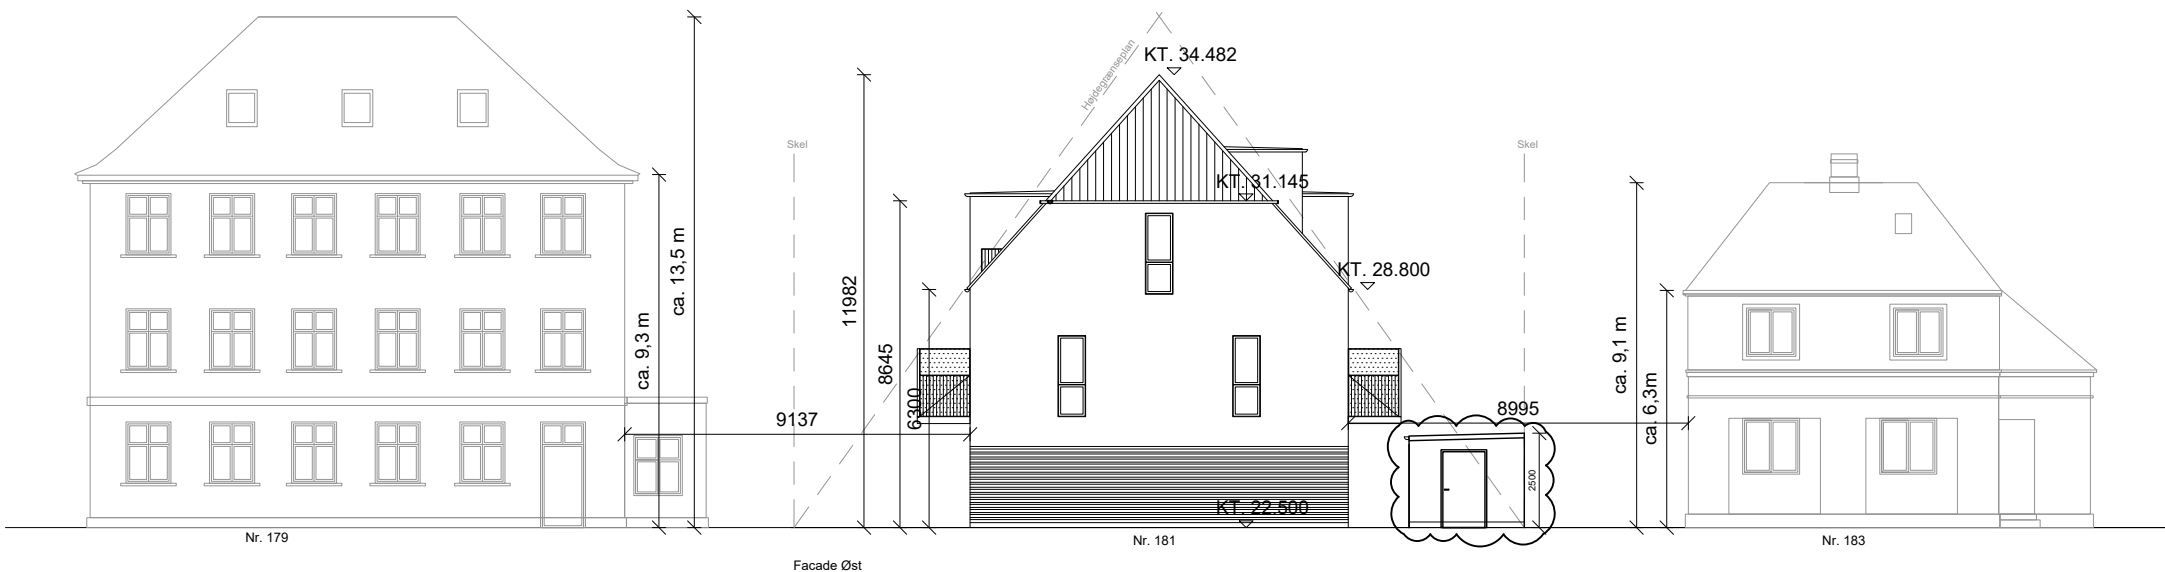 Højdegrænseplan
KT. 34.482
Skel
Skel
KT. 31.145
ca. 13,5 m
KT. 28.800
11982
ca. 9,3 m
8645
ca. 9,1 m
6300
ca. 6,3m
9137
8995
2500
KT. 22.500
Nr. 179
Nr. 181
Nr. 183
Facade Øst